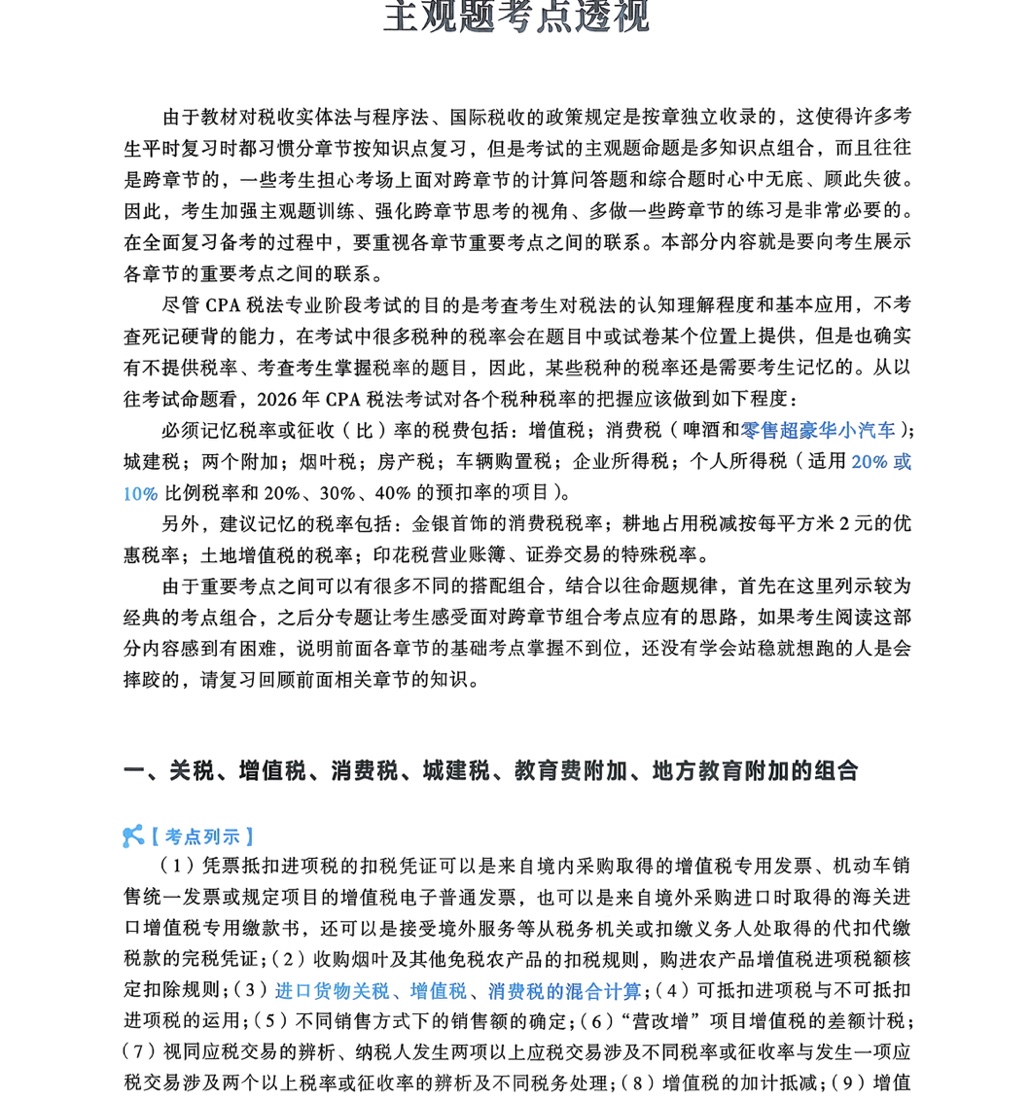 主观题考点透视
由于教材对税收实体法与程序法、国际税收的政策规定是按章独立收录的，这使得许多考
生平时复习时都习惯分章节按知识点复习，但是考试的主观题命题是多知识点组合，而且往往
是跨章节的，一些考生担心考场上面对跨章节的计算问答题和综合题时心中无底、顾此失彼。
因此，考生加强主观题训练、强化跨章节思考的视角、多做一些跨章节的练习是非常必要的。
在全面复习备考的过程中，要重视各章节重要考点之间的联系。本部分内容就是要向考生展示
各章节的重要考点之间的联系。
尽管 CPA 税法专业阶段考试的目的是考查考生对税法的认知理解程度和基本应用，不考
查死记硬背的能力，在考试中很多税种的税率会在题目中或试卷某个位置上提供，但是也确实
有不提供税率、考查考生掌握税率的题目，因此，某些税种的税率还是需要考生记忆的。从以
往考试命题看，2026 年 CPA 税法考试对各个税种税率的把握应该做到如下程度：
必须记忆税率或征收（比）率的税费包括：增值税；消费税（啤酒和零售超豪华小汽车）；
城建税；两个附加；烟叶税；房产税；车辆购置税；企业所得税；个人所得税（适用 20% 或
10% 比例税率和 20%、30%、40% 的预扣率的项目）。
另外，建议记忆的税率包括：金银首饰的消费税税率；耕地占用税减按每平方米 2 元的优
惠税率；土地增值税的税率；印花税营业账簿、证券交易的特殊税率。
由于重要考点之间可以有很多不同的搭配组合，结合以往命题规律，首先在这里列示较为
经典的考点组合，之后分专题让考生感受面对跨章节组合考点应有的思路，如果考生阅读这部
分内容感到有困难，说明前面各章节的基础考点掌握不到位，还没有学会站稳就想跑的人是会
摔跤的，请复习回顾前面相关章节的知识。
一、关税、增值税、消费税、城建税、教育费附加、地方教育附加的组合
【考点列示】
（1）凭票抵扣进项税的扣税凭证可以是来自境内采购取得的增值税专用发票、机动车销
售统一发票或规定项目的增值税电子普通发票，也可以是来自境外采购进口时取得的海关进
口增值税专用缴款书，还可以是接受境外服务等从税务机关或扣缴义务人处取得的代扣代缴
税款的完税凭证；（2）收购烟叶及其他免税农产品的扣税规则，购进农产品增值税进项税额核
定扣除规则；（3）进口货物关税、增值税、消费税的混合计算；（4）可抵扣进项税与不可抵扣
进项税的运用；（5）不同销售方式下的销售额的确定；（6）“营改增”项目增值税的差额计税；
（7）视同应税交易的辨析、纳税人发生两项以上应税交易涉及不同税率或征收率与发生一项应
税交易涉及两个以上税率或征收率的辨析及不同税务处理；（8）增值税的加计抵减；（9）增值